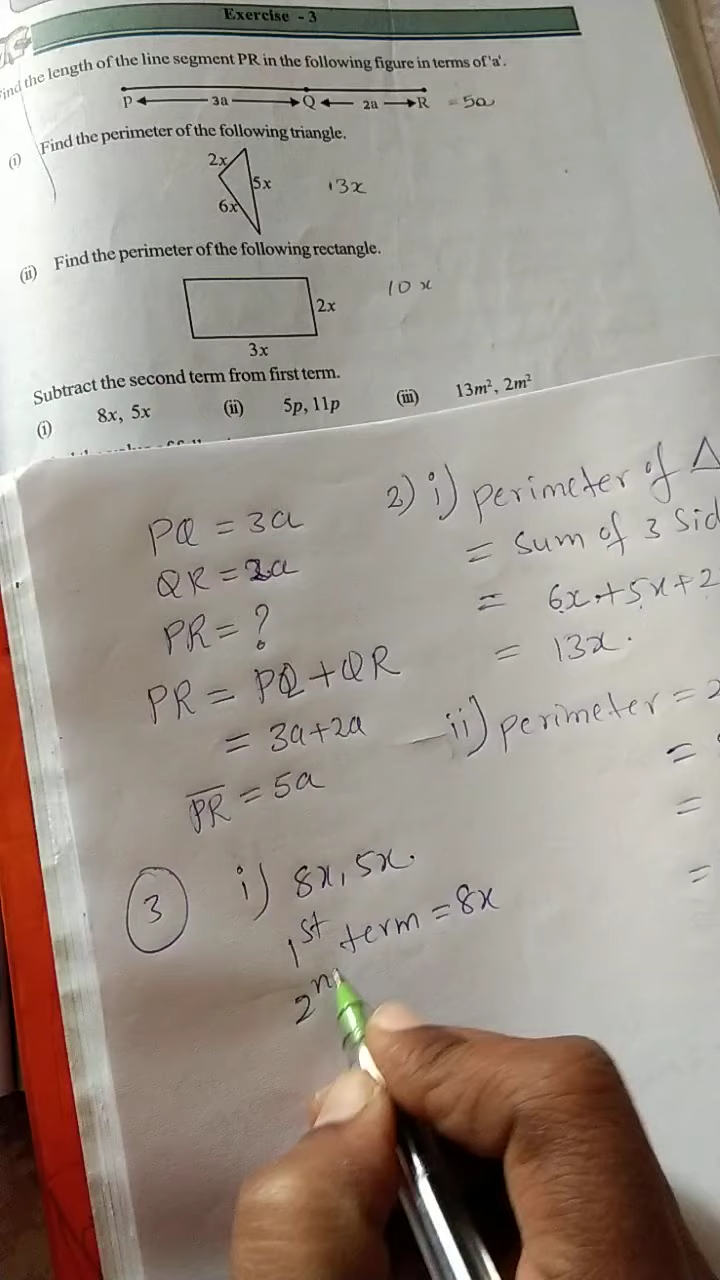 Exercise - 3
ind the length of the line segment PR in the following figure in terms of 'a'.
P 3a Q 2a R = 5a
(i) Find the perimeter of the following triangle.
2x
5x 13x
6x
(ii) Find the perimeter of the following rectangle.
2x 10x
3x
Subtract the second term from first term.
(i) 8x, 5x (ii) 5p, 11p (iii) 13m², 2m²
PQ = 3a
QR = 2a
PR = ?
PR = PQ + QR
= 3a+2a
PR = 5a
2) i) perimeter of Δ
= sum of 3 sid
= 6x+5x+2
= 13x.
ii) perimeter = 2
=
=
=
3 i) 8x, 5x.
1st term = 8x
2n